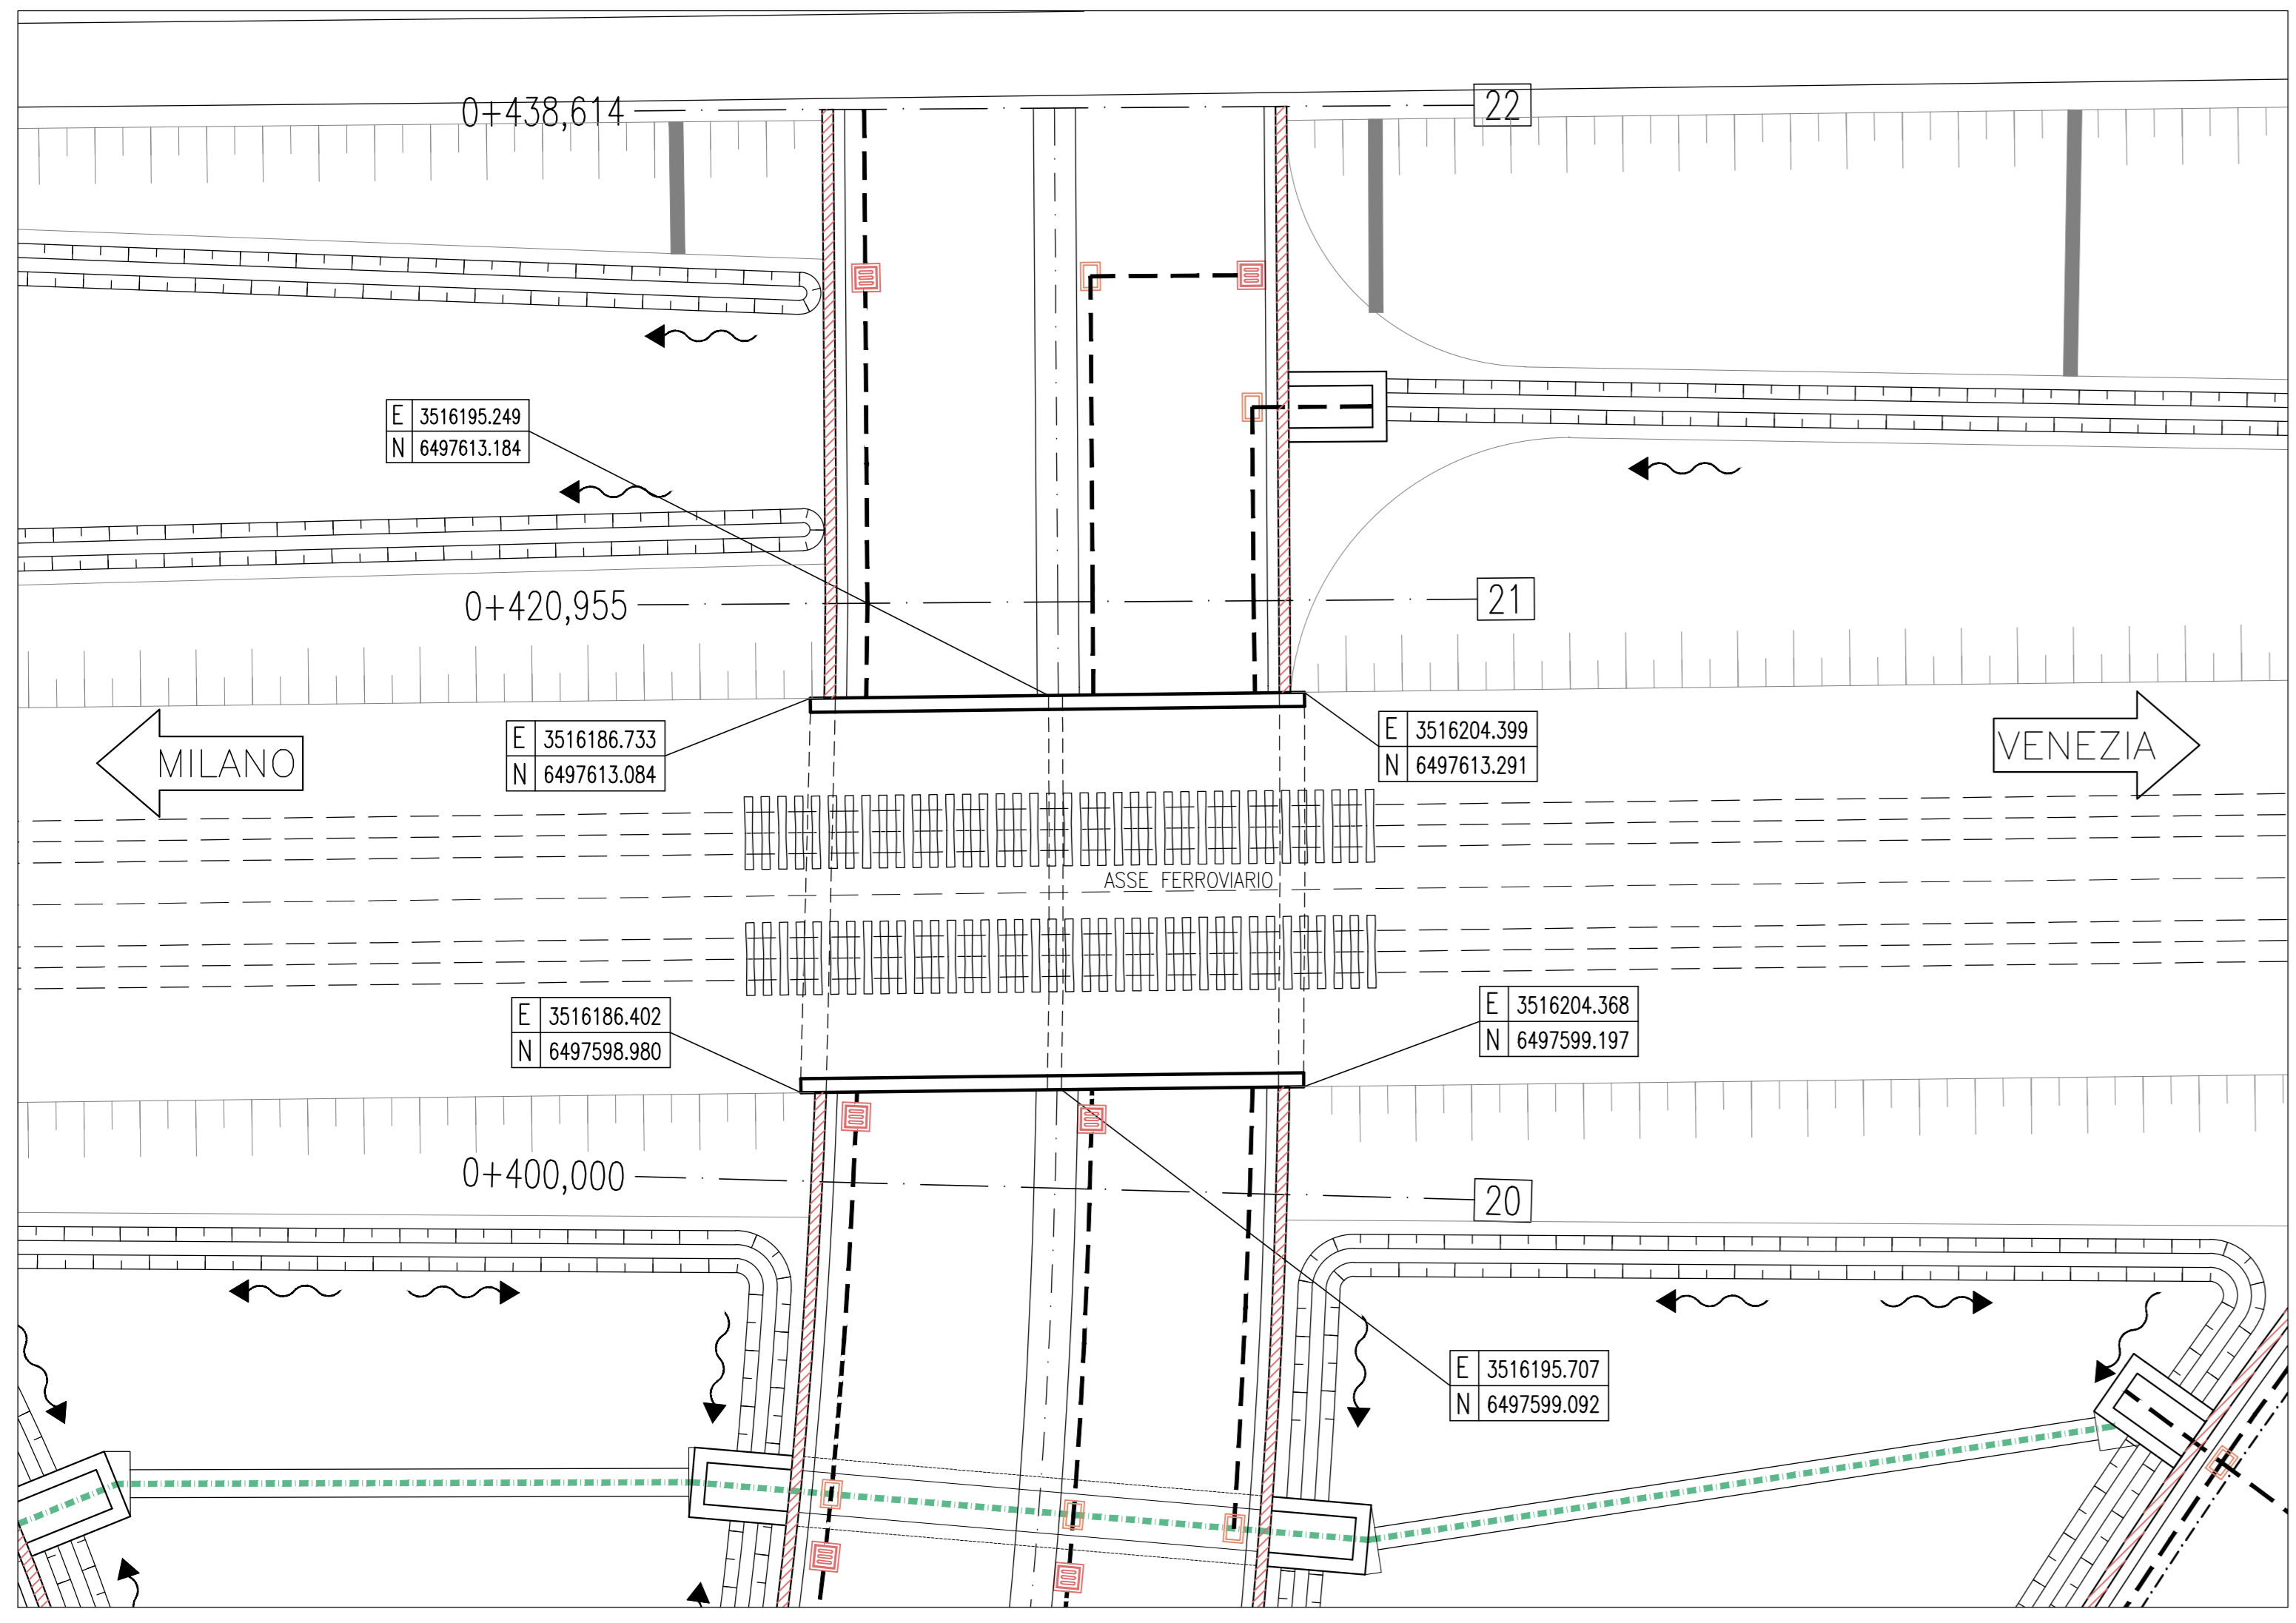 0+438,614
22
E 3516195.249
N 6497613.184
0+420,955
21
E 3516186.733
N 6497613.084
E 3516204.399
N 6497613.291
MILANO
VENEZIA
ASSE FERROVIARIO
E 3516186.402
N 6497598.980
E 3516204.368
N 6497599.197
0+400,000
20
E 3516195.707
N 6497599.092